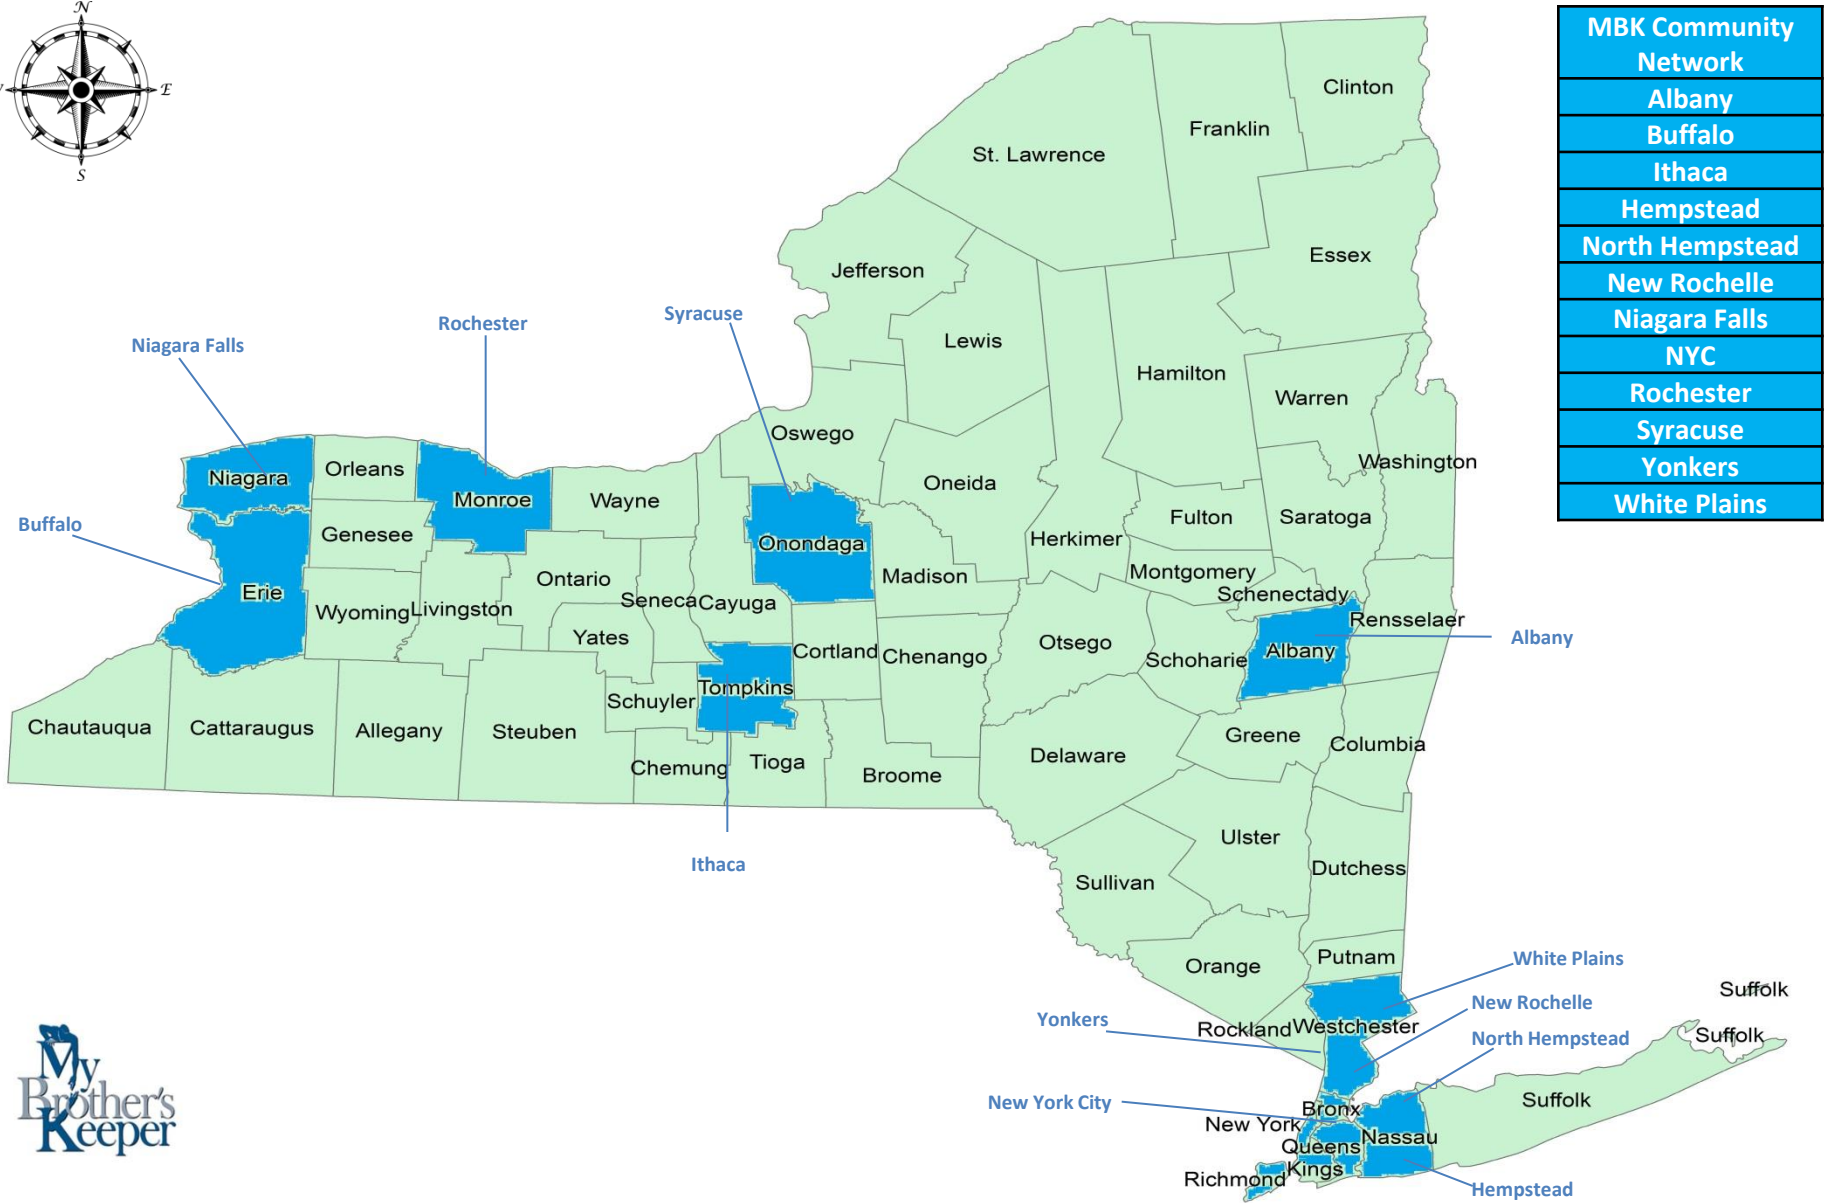 N
E
S
MBK Community
Network
Albany
Buffalo
Ithaca
Hempstead
North Hempstead
New Rochelle
Niagara Falls
NYC
Rochester
Syracuse
Yonkers
White Plains
Clinton
Franklin
St. Lawrence
Essex
Jefferson
Lewis
Hamilton
Warren
Washington
Syracuse
Rochester
Niagara Falls
Oswego
Oneida
Niagara
Orleans
Monroe
Wayne
Fulton
Saratoga
Herkimer
Buffalo
Genesee
Onondaga
Madison
Montgomery
Schenectady
Ontario
Erie
Wyoming
Livingston
Seneca
Cayuga
Rensselaer
Yates
Cortland
Chenango
Otsego
Schoharie
Albany
Albany
Tompkins
Schuyler
Chautauqua
Cattaraugus
Allegany
Steuben
Greene
Columbia
Chemung
Tioga
Broome
Delaware
Ithaca
Ulster
Dutchess
Sullivan
Putnam
Orange
White Plains
Suffolk
New Rochelle
Yonkers
Rockland
Westchester
Suffolk
North Hempstead
New York City
Bronx
Suffolk
New York
Nassau
Queens
Kings
Richmond
Hempstead
My
Brother's
Keeper